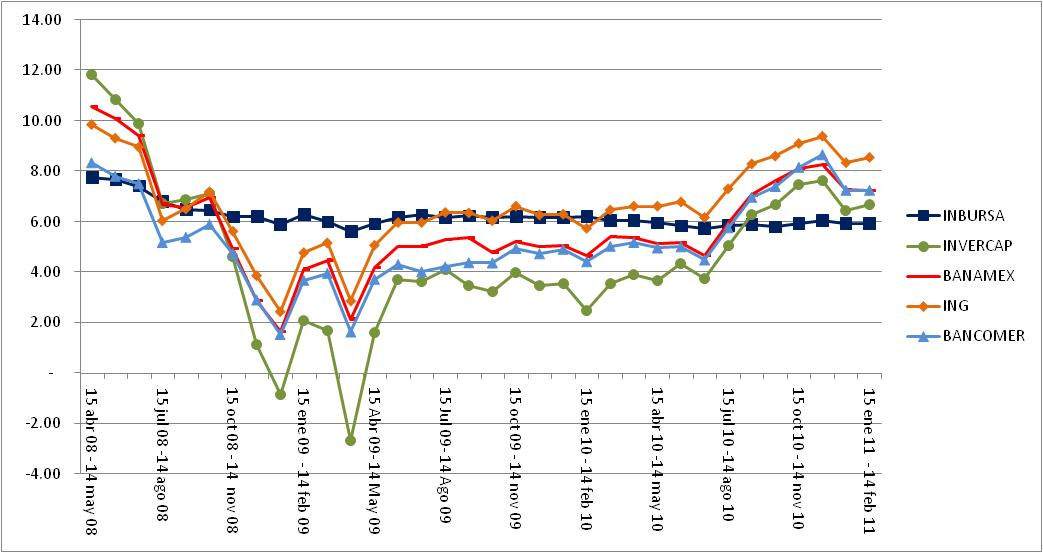 14.00
12.00
10.00
8.00
6.00
4.00
2.00
-
-2.00
-4.00
15 abr 08 - 14 may 08
15 jul 08 -14 ago 08
15 oct 08 - 14 nov 08
15 ene 09 - 14 feb 09
15 Abr 09-14 May 09
15 Jul 09-14 Ago 09
15 oct 09 -14 nov 09
15 ene 10 -14 feb 10
15 abr 10 -14 may 10
15 jul 10 -14 ago 10
15 oct 10 -14 nov 10
15 ene 11 - 14 feb 11
INBURSA
INVERCAP
BANAMEX
ING
BANCOMER